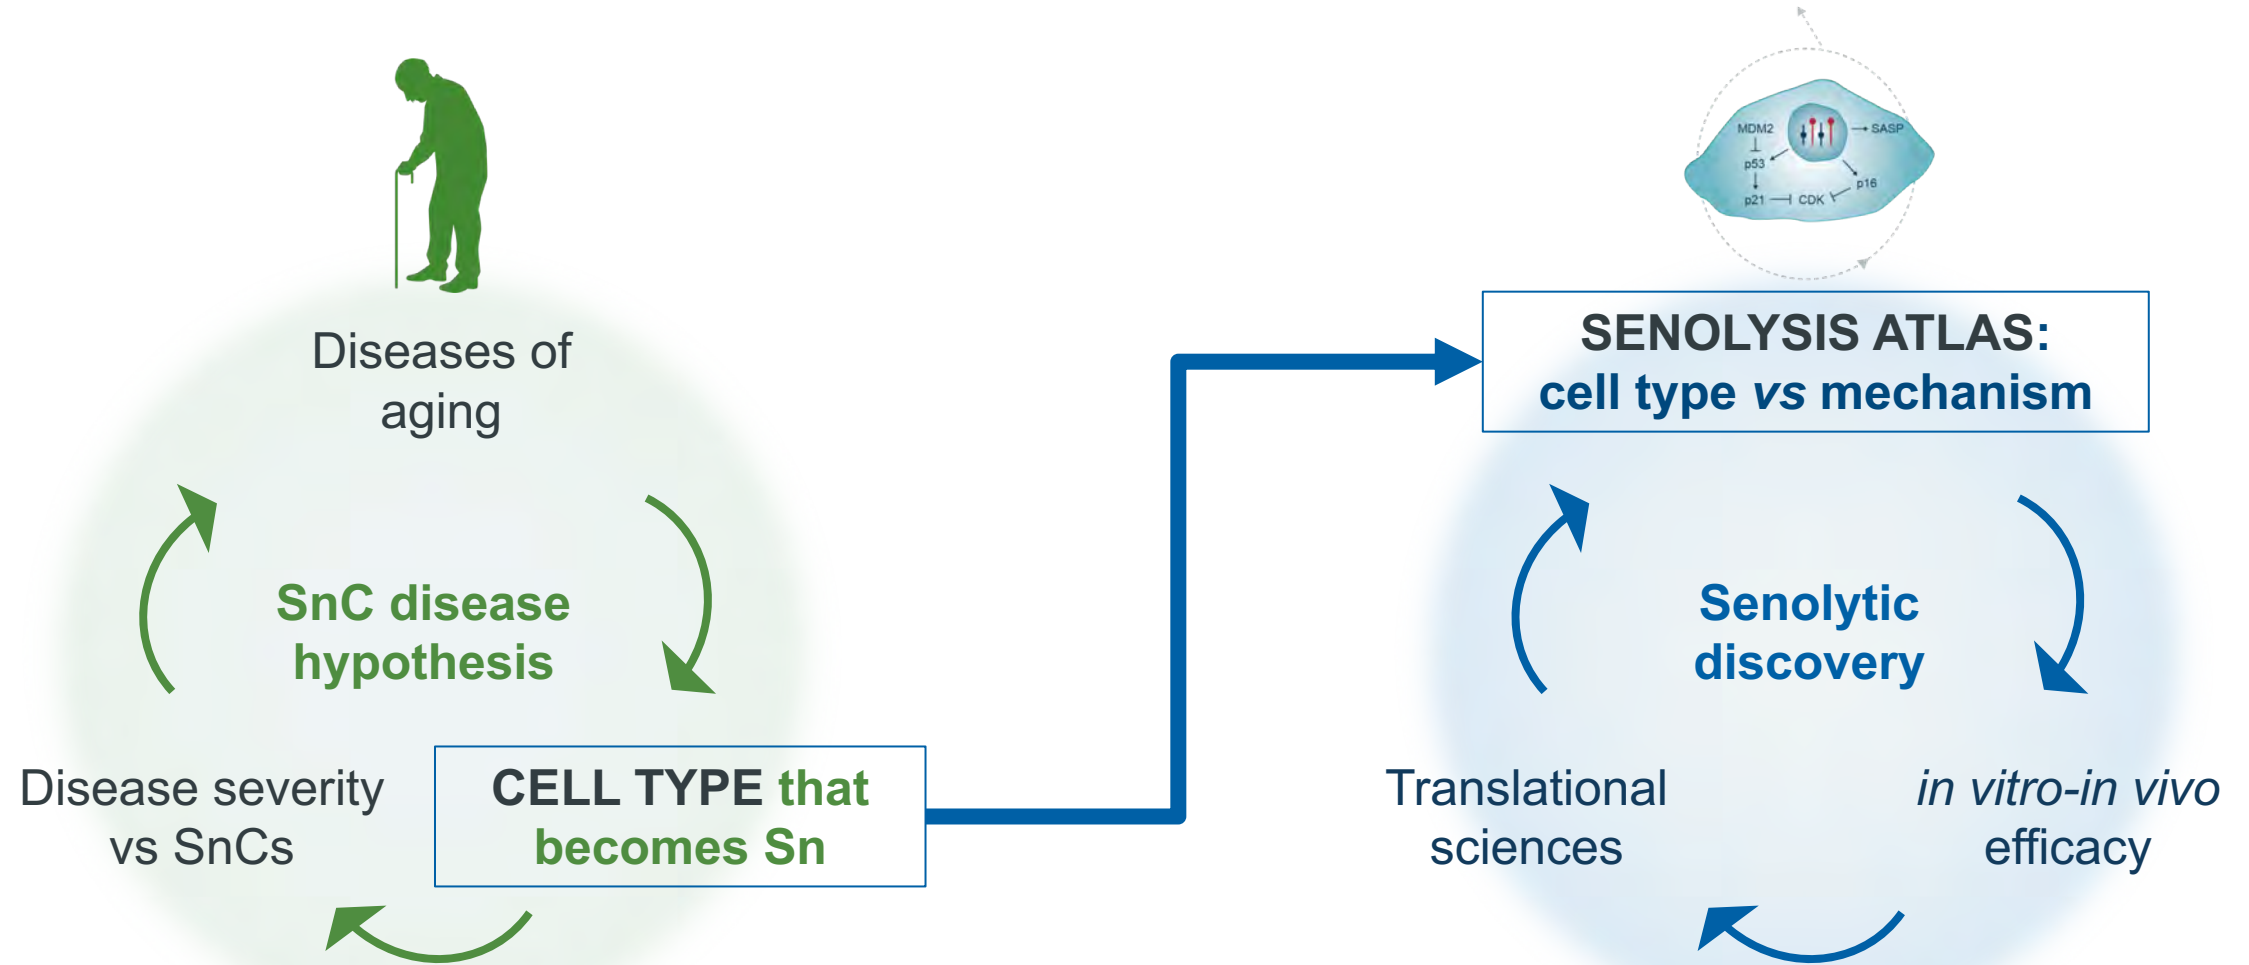 Diseases of
aging
SnC disease
hypothesis
Disease severity
vs SnCs
CELL TYPE that
becomes Sn
MDM2
SASP
p53
p16
p21
CDK
SENOLYSIS ATLAS:
cell type vs mechanism
Senolytic
discovery
Translational
sciences
in vitro-in vivo
efficacy